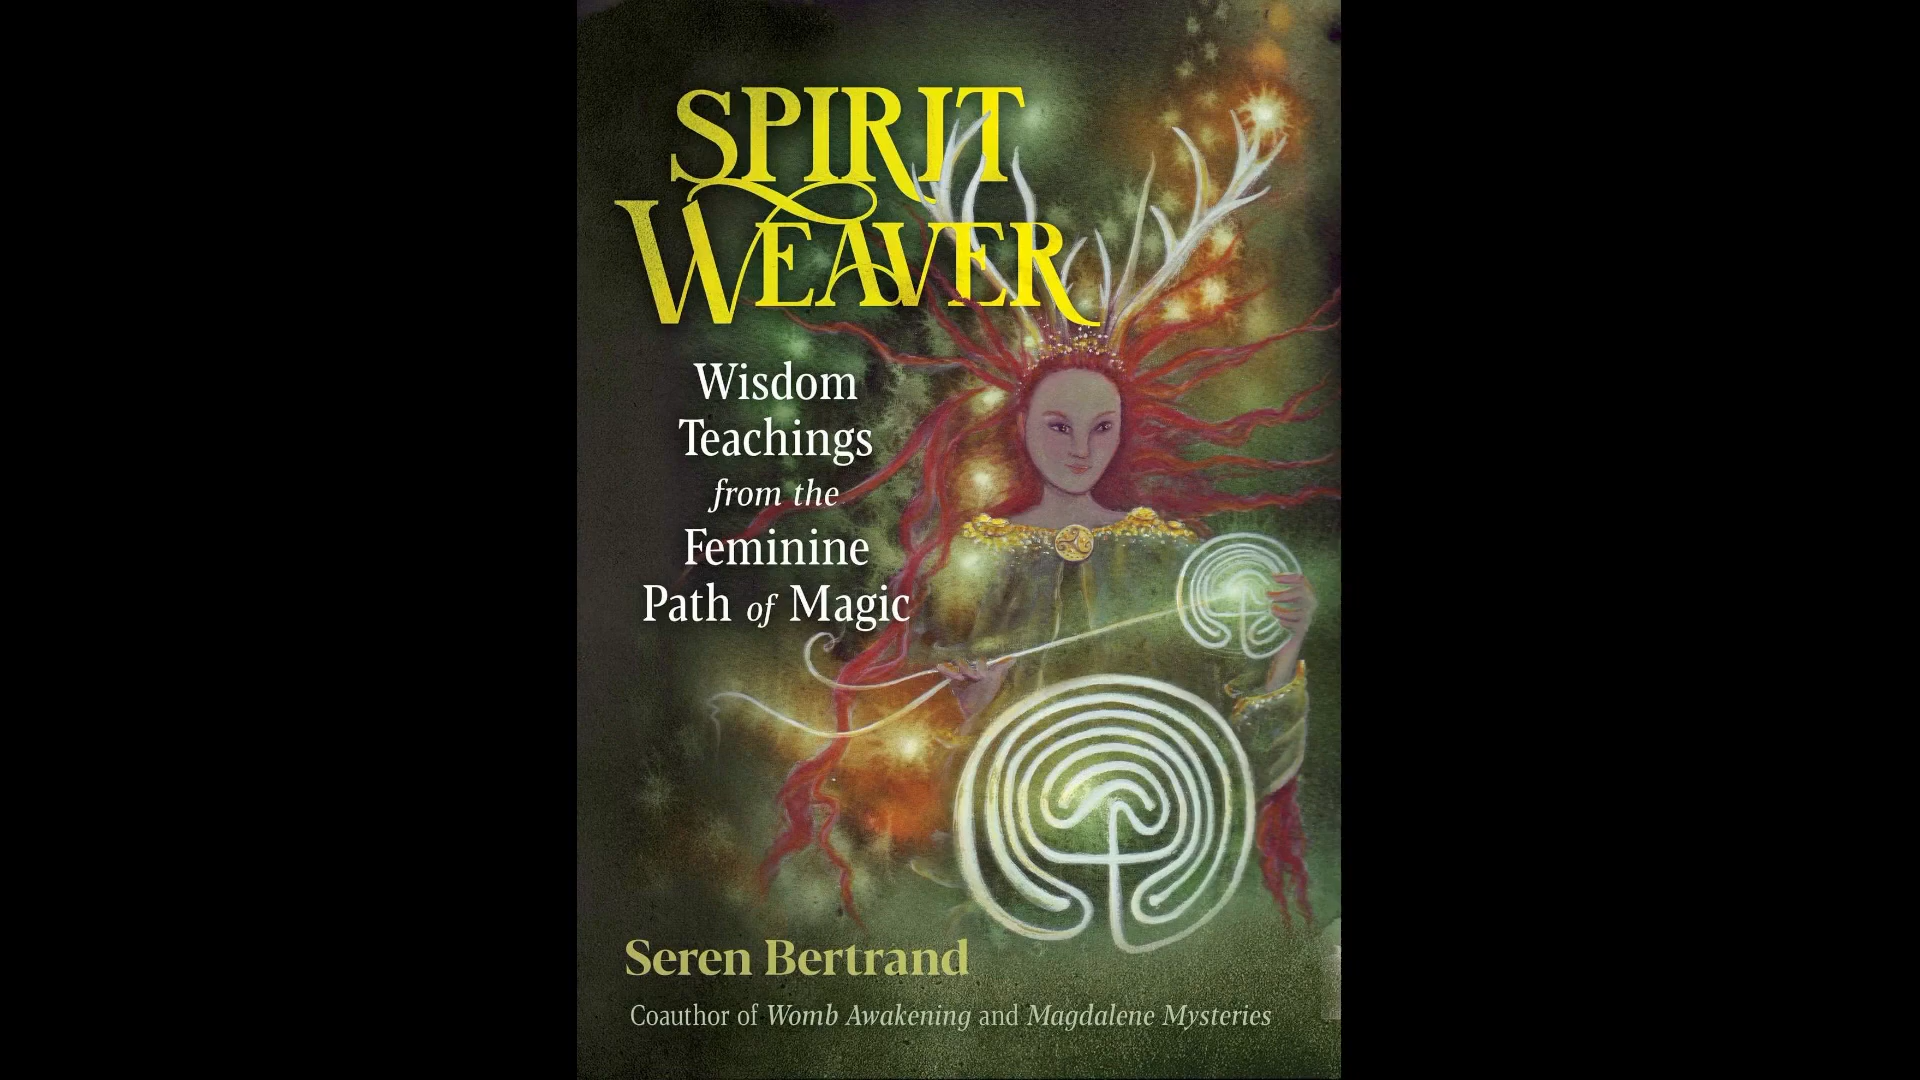 SPIRIT
WEAVER
Wisdom
Teachings
from the
Feminine
Path of Magic
Seren Bertrand
Coauthor of Womb Awakening and Magdalene Mysteries